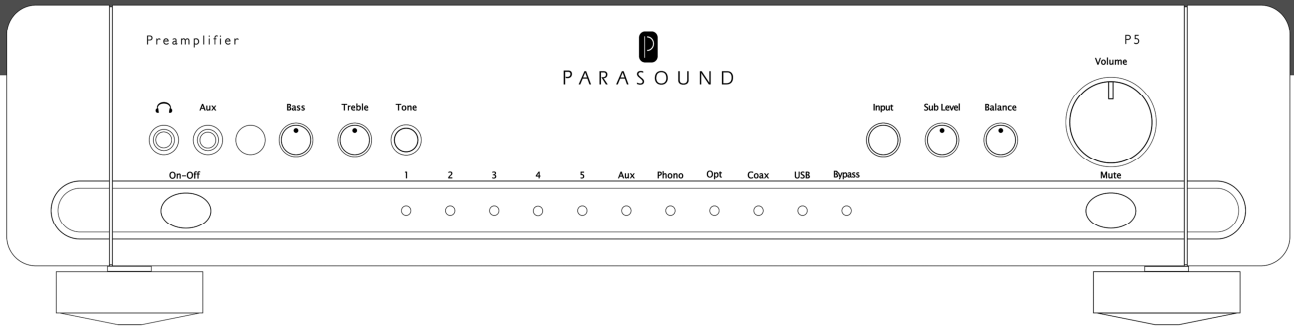 Preamplifier
P5
P
PARASOUND
Volume
Aux
Bass
Treble
Tone
Input
Sub Level
Balance
On-Off
1
2
3
4
5
Aux
Phono
Opt
Coax
USB
Bypass
Mute